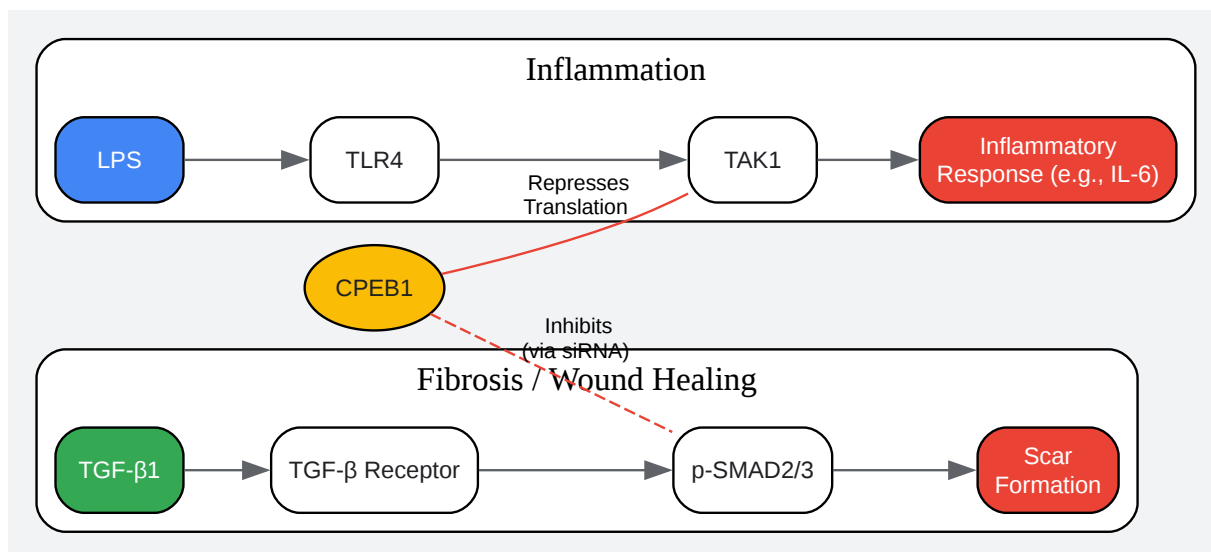 Inflammation
LPS
TLR4
TAK1
Inflammatory
Response (e.g., IL-6)
Represses
Translation
CPEB1
Inhibits
(via siRNA)
Fibrosis / Wound Healing
TGF-β1
TGF-β Receptor
p-SMAD2/3
Scar
Formation